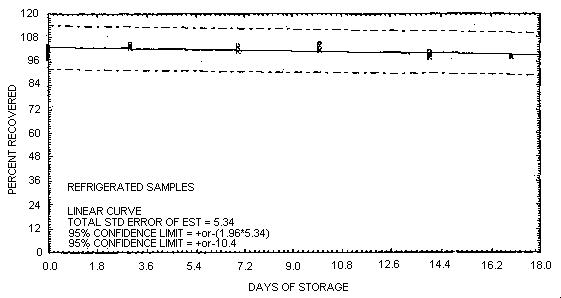 120
108
96
84
72
60
48
36
24
12
0
PERCENT RECOVERED
REFRIGERATED SAMPLES
LINEAR CURVE
TOTAL STD ERROR OF EST = 5.34
95% CONFIDENCE LIMIT = +or-(1.96*5.34)
95% CONFIDENCE LIMIT = +or-10.4
0.0 1.8 3.6 5.4 7.2 9.0 10.8 12.6 14.4 16.2 18.0
DAYS OF STORAGE